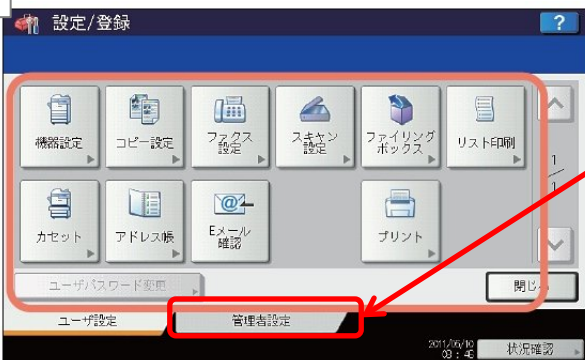 設定/登録
?
機器設定
コピー設定
ファクス
設定
スキャン
設定
ファイリング
ボックス
リスト印刷
1
1
カセット
アドレス帳
Eメール
確認
プリント
ユーザパスワード変更
閉じる
ユーザ設定
管理者設定
2011/05/10
03:46
状況確認